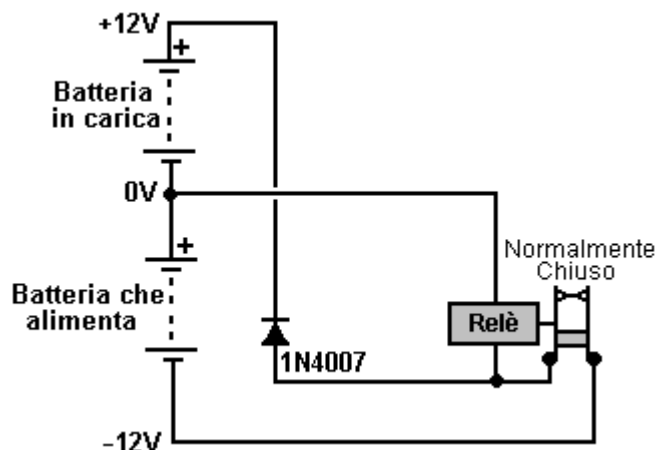 +12V
+
Batteria
in carica
0V
+
Batteria che
alimenta
Normalmente
Chiuso
Relè
1N4007
-12V